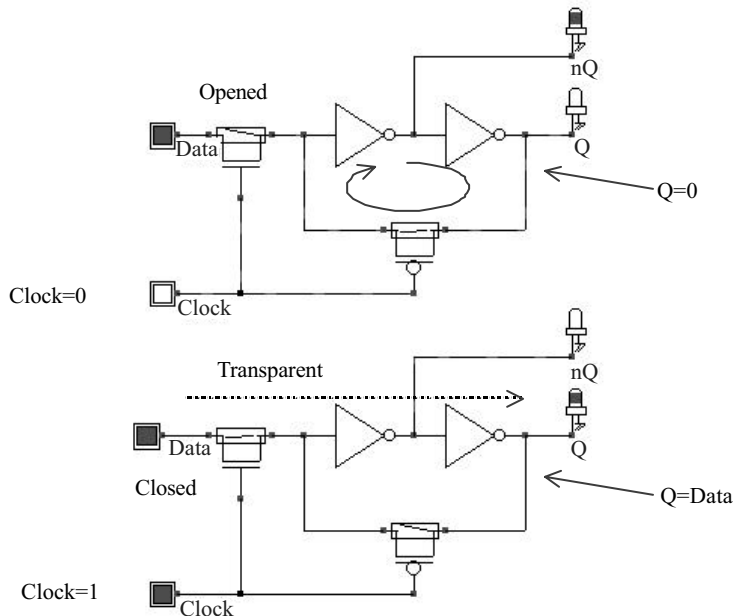 nQ
Opened
Data
Q
Q=0
Clock=0
Clock
nQ
Transparent
Data
Q
Closed
Q=Data
Clock=1
Clock